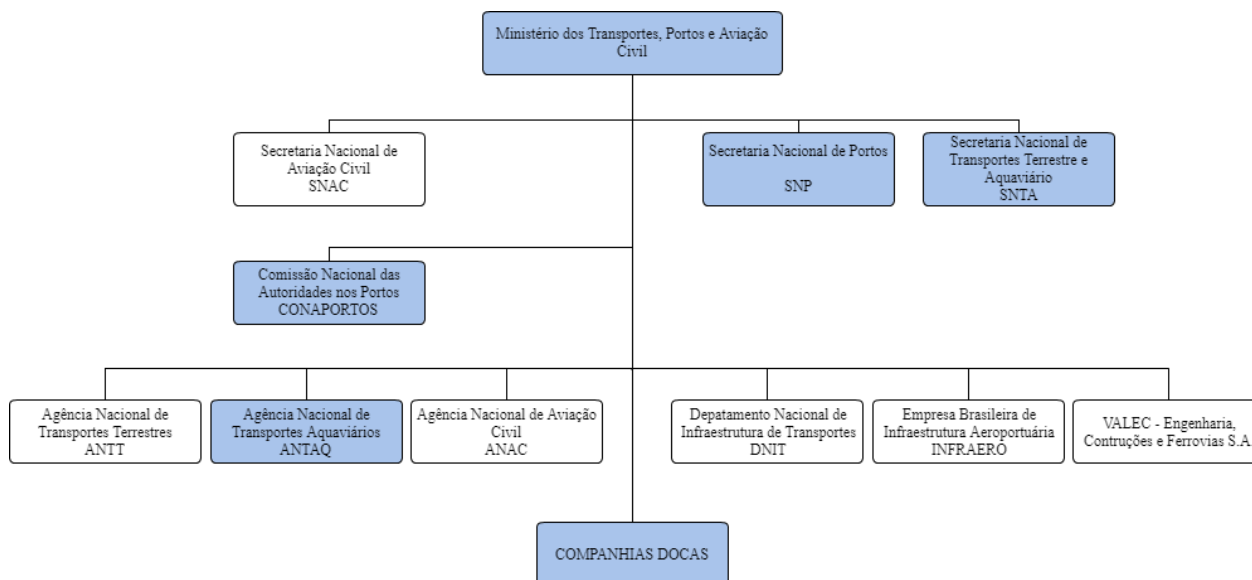 Ministério dos Transportes, Portos e Aviação
Civil
Secretaria Nacional de
Aviação Civil
SNAC
Secretaria Nacional de Portos
SNP
Secretaria Nacional de
Transportes Terrestre e
Aquaviário
SNTA
Comissão Nacional das
Autoridades nos Portos
CONAPORTOS
Agência Nacional de
Transportes Terrestres
ANTT
Agência Nacional de
Transportes Aquaviários
ANTAQ
Agência Nacional de Aviação
Civil
ANAC
Depatamento Nacional de
Infraestrutura de Transportes
DNIT
Empresa Brasileira de
Infraestrutura Aeroportuária
INFRAERO
VALEC - Engenharia,
Contruções e Ferrovias S.A.
COMPANHIAS DOCAS